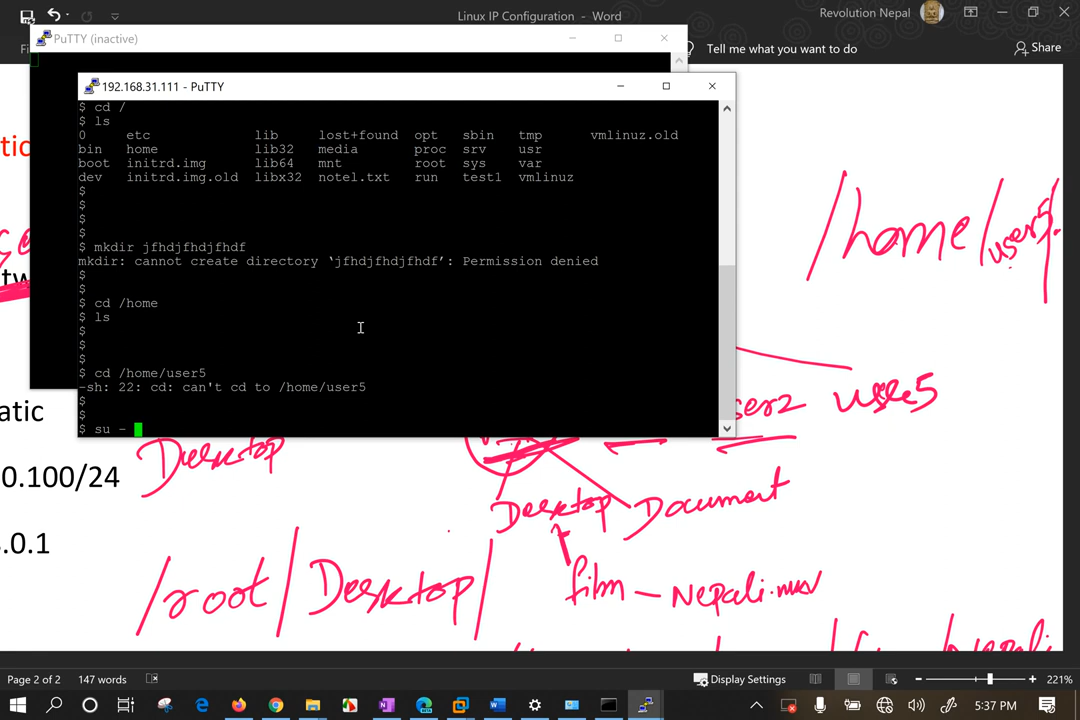 Linux IP Configuration - Word
Revolution Nepal
Tell me what you want to do
Share
PuTTY (inactive)
192.168.31.111 - PuTTY
$ cd /
$ ls
0 etc lib lost+found opt sbin tmp vmlinuz.old
bin home lib32 media proc srv usr
boot initrd.img lib64 mnt root sys var
dev initrd.img.old libx32 note1.txt run test1 vmlinuz
$
$
$
$
$ mkdir jfhdjfhdjfhdf
mkdir: cannot create directory ‘jfhdjfhdjfhdf’: Permission denied
$
$
$ cd /home
$ ls
$
$
$
$ cd /home/user5
-sh: 22: cd: can't cd to /home/user5
$
$
$ su -
/home/user5/
user5
atic
Desktop
0.100/24
Desktop Document
.0.1
/root/Desktop/
film - Nepali.mkv
Page 2 of 2 147 words
Display Settings
221%
5:37 PM